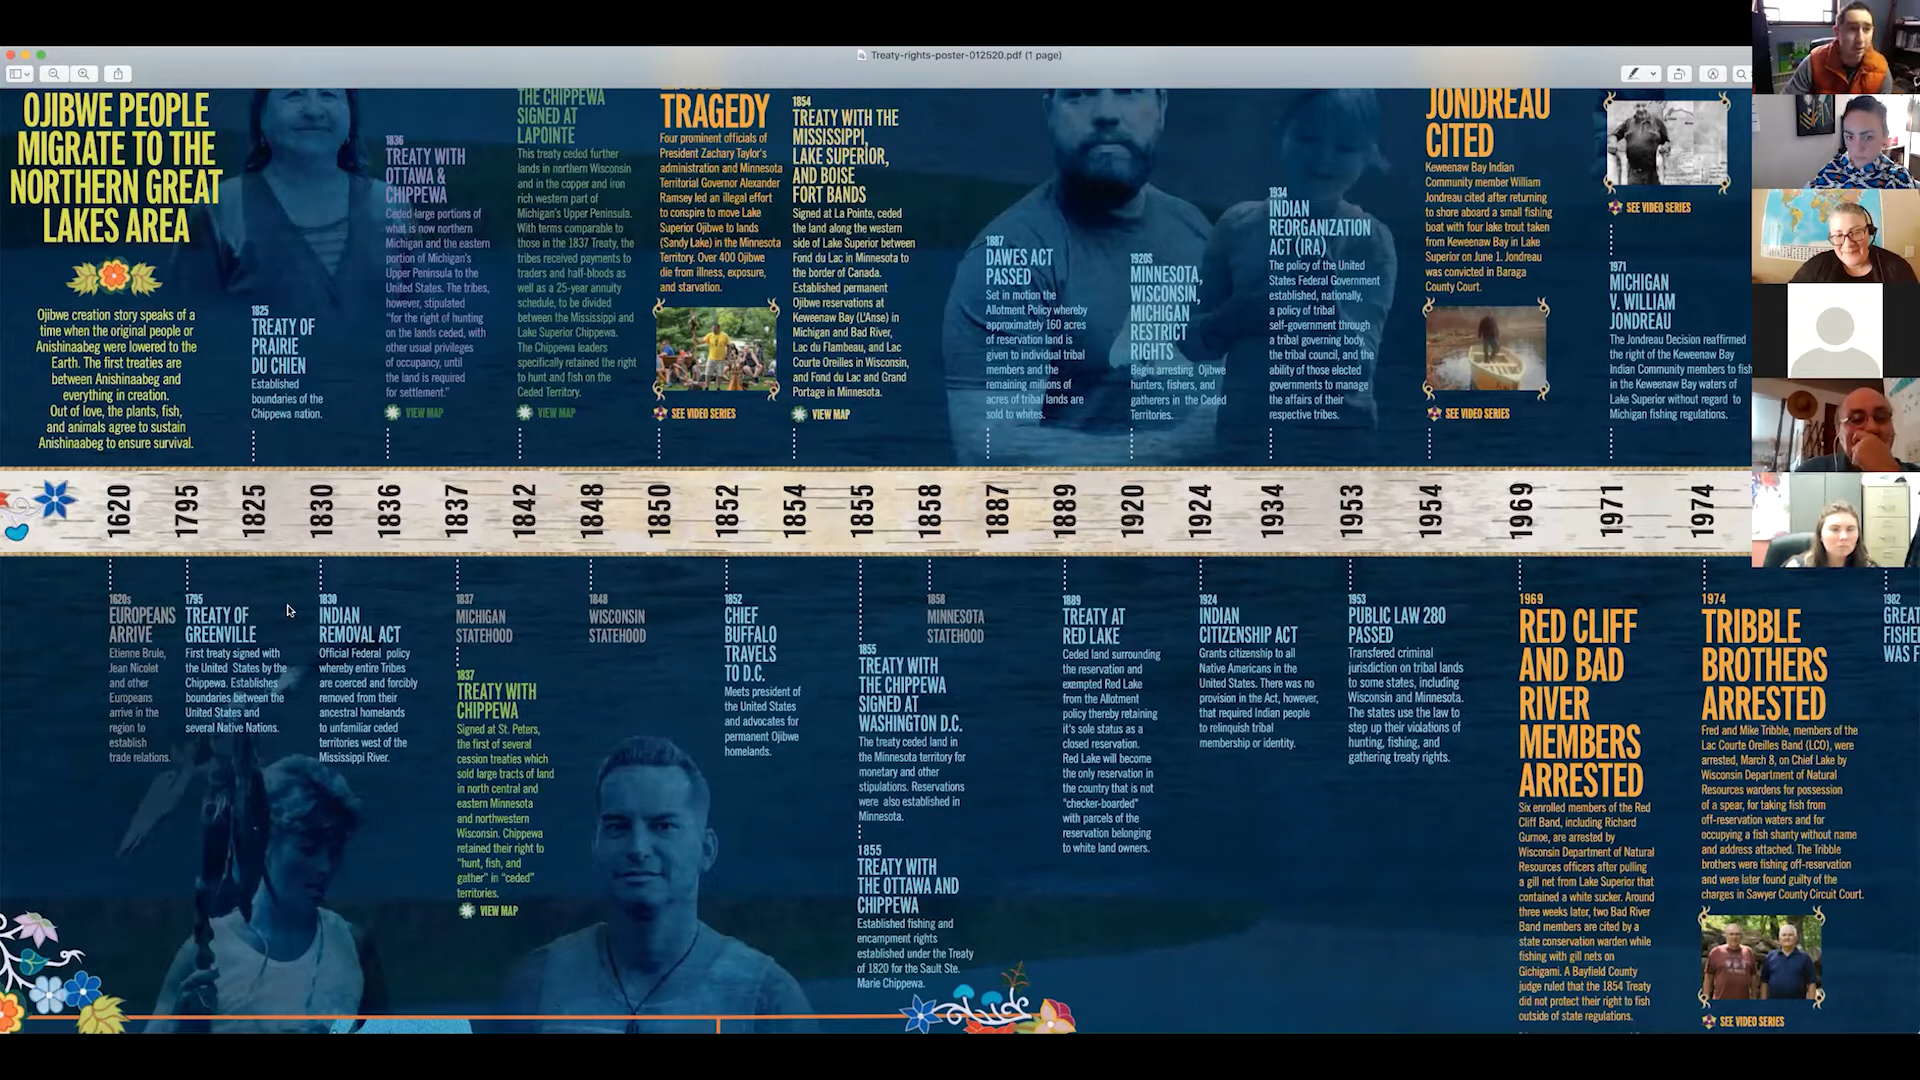 Treaty-rights-poster-012520.pdf (1 page)
OJIBWE PEOPLE
MIGRATE TO THE
NORTHERN GREAT
LAKES AREA
Ojibwe creation story speaks of a
time when the original people or
Anishinaabeg were lowered to the
Earth. The first treaties are
between Anishinaabeg and
everything in creation.
Out of love, the plants, fish,
and animals agree to sustain
Anishinaabeg to ensure survival.
1825
TREATY OF
PRAIRIE
DU CHIEN
Established
boundaries of the
Chippewa nation.
1836
TREATY WITH
OTTAWA &
CHIPPEWA
Ceded large portions of
what is now northern
Michigan and the eastern
portion of Michigan's
Upper Peninsula to the
United States. The tribes,
however, stipulated
"for the right of hunting
on the lands ceded, with
other usual privileges
of occupancy, until
the land is required
for settlement."
VIEW MAP
THE CHIPPEWA
SIGNED AT
LAPOINTE
This treaty ceded further
lands in northern Wisconsin
and in the copper and iron
rich western part of
Michigan's Upper Peninsula.
With terms comparable to
those in the 1837 Treaty, the
tribes received payments to
traders and half-bloods as
well as a 25-year annuity
schedule, to be divided
between the Mississippi and
Lake Superior Chippewa.
The Chippewa leaders
specifically retained the right
to hunt and fish on the
Ceded Territory.
VIEW MAP
TRAGEDY
Four prominent officials of
President Zachary Taylor's
administration and Minnesota
Territorial Governor Alexander
Ramsey led an illegal effort
to conspire to move Lake
Superior Ojibwe to lands
(Sandy Lake) in the Minnesota
Territory. Over 400 Ojibwe
die from illness, exposure,
and starvation.
SEE VIDEO SERIES
1854
TREATY WITH THE
MISSISSIPPI,
LAKE SUPERIOR,
AND BOISE
FORT BANDS
Signed at La Pointe, ceded
the land along the western
side of Lake Superior between
Fond du Lac in Minnesota to
the border of Canada.
Established permanent
Ojibwe reservations at
Keweenaw Bay (L'Anse) in
Michigan and Bad River,
Lac du Flambeau, and Lac
Courte Oreilles in Wisconsin,
and Fond du Lac and Grand
Portage in Minnesota.
VIEW MAP
1887
DAWES ACT
PASSED
Set in motion the
Allotment Policy whereby
approximately 160 acres
of reservation land is
given to individual tribal
members and the
remaining millions of
acres of tribal lands are
sold to whites.
1920S
MINNESOTA,
WISCONSIN,
MICHIGAN
RESTRICT
RIGHTS
Begin arresting Ojibwe
hunters, fishers, and
gatherers in the Ceded
Territories.
1934
INDIAN
REORGANIZATION
ACT (IRA)
The policy of the United
States Federal Government
established, nationally,
a policy of tribal
self-government through
a tribal governing body,
the tribal council, and the
ability of those elected
governments to manage
the affairs of their
respective tribes.
JONDREAU
CITED
Keweenaw Bay Indian
Community member William
Jondreau cited after returning
to shore aboard a small fishing
boat with four lake trout taken
from Keweenaw Bay in Lake
Superior on June 1. Jondreau
was convicted in Baraga
County Court.
SEE VIDEO SERIES
SEE VIDEO SERIES
1971
MICHIGAN
V. WILLIAM
JONDREAU
The Jondreau Decision reaffirmed
the right of the Keweenaw Bay
Indian Community members to fish
in the Keweenaw Bay waters of
Lake Superior without regard to
Michigan fishing regulations.
1620 1795 1825 1830 1836 1837 1842 1848 1850 1852 1854 1855 1858 1887 1889 1920 1924 1934 1953 1954 1969 1971 1974
1620s
EUROPEANS
ARRIVE
Etienne Brule,
Jean Nicolet
and other
Europeans
arrive in the
region to
establish
trade relations.
1795
TREATY OF
GREENVILLE
First treaty signed with
the United States by the
Chippewa. Establishes
boundaries between the
United States and
several Native Nations.
1830
INDIAN
REMOVAL ACT
Official Federal policy
whereby entire Tribes
are coerced and forcibly
removed from their
ancestral homelands
to unfamiliar ceded
territories west of the
Mississippi River.
1837
MICHIGAN
STATEHOOD
1837
TREATY WITH
CHIPPEWA
Signed at St. Peters,
the first of several
cession treaties which
sold large tracts of land
in north central and
eastern Minnesota
and northwestern
Wisconsin. Chippewa
retained their right to
"hunt, fish, and
gather" in "ceded"
territories.
VIEW MAP
1848
WISCONSIN
STATEHOOD
1852
CHIEF
BUFFALO
TRAVELS
TO D.C.
Meets president of
the United States
and advocates for
permanent Ojibwe
homelands.
1858
MINNESOTA
STATEHOOD
1855
TREATY WITH
THE CHIPPEWA
SIGNED AT
WASHINGTON D.C.
The treaty ceded land in
the Minnesota territory for
monetary and other
stipulations. Reservations
were also established in
Minnesota.
1855
TREATY WITH
THE OTTAWA AND
CHIPPEWA
Established fishing and
encampment rights
established under the Treaty
of 1820 for the Sault Ste.
Marie Chippewa.
1889
TREATY AT
RED LAKE
Ceded land surrounding
the reservation and
exempted Red Lake
from the Allotment
policy thereby retaining
it's sole status as a
closed reservation.
Red Lake will become
the only reservation in
the country that is not
"checker-boarded"
with parcels of the
reservation belonging
to white land owners.
1924
INDIAN
CITIZENSHIP ACT
Grants citizenship to all
Native Americans in the
United States. There was no
provision in the Act, however,
that required Indian people
to relinquish tribal
membership or identity.
1953
PUBLIC LAW 280
PASSED
Transfered criminal
jurisdiction on tribal lands
to some states, including
Wisconsin and Minnesota.
The states use the law to
step up their violations of
hunting, fishing, and
gathering treaty rights.
1969
RED CLIFF
AND BAD
RIVER
MEMBERS
ARRESTED
Six enrolled members of the Red
Cliff Band, including Richard
Gurnoe, are arrested by
Wisconsin Department of Natural
Resources officers after pulling
a gill net from Lake Superior that
contained a white sucker. Around
three weeks later, two Bad River
Band members are cited by a
state conservation warden while
fishing with gill nets on
Gichigami. A Bayfield County
judge ruled that the 1854 Treaty
did not protect their right to fish
outside of state regulations.
1974
TRIBBLE
BROTHERS
ARRESTED
Fred and Mike Tribble, members of the
Lac Courte Oreilles Band (LCO), were
arrested, March 8, on Chief Lake by
Wisconsin Department of Natural
Resources wardens for possession
of a spear, for taking fish from
off-reservation waters and for
occupying a fish shanty without name
and address attached. The Tribble
brothers were fishing off-reservation
and were later found guilty of the
charges in Sawyer County Circuit Court.
SEE VIDEO SERIES
1982
GREAT
FISHE
WAS F